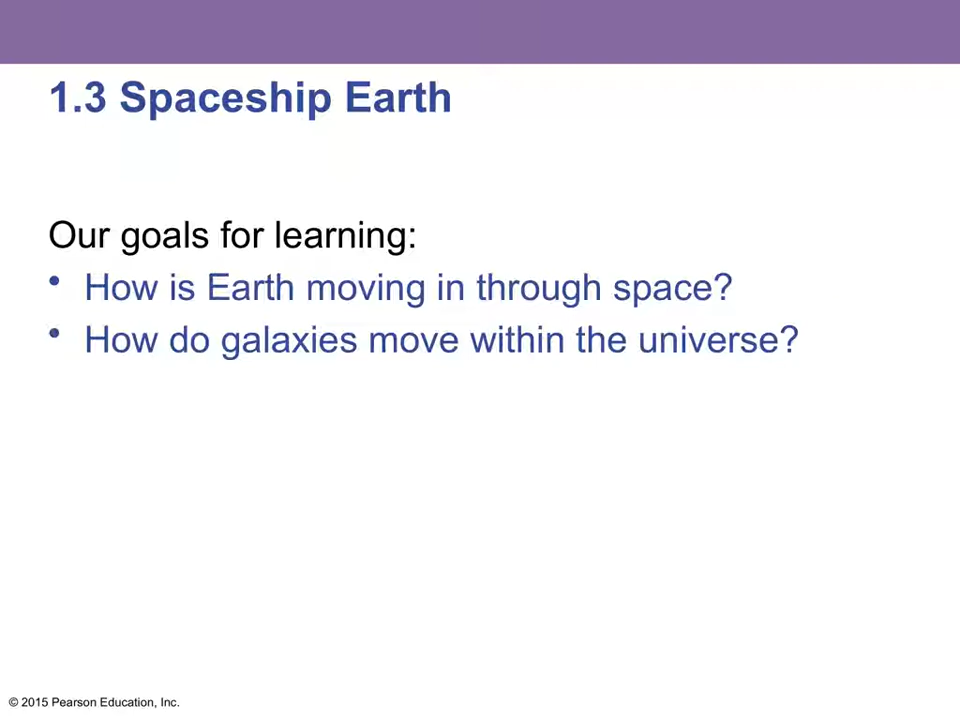 1.3 Spaceship Earth
Our goals for learning:
• How is Earth moving in through space?
• How do galaxies move within the universe?
© 2015 Pearson Education, Inc.